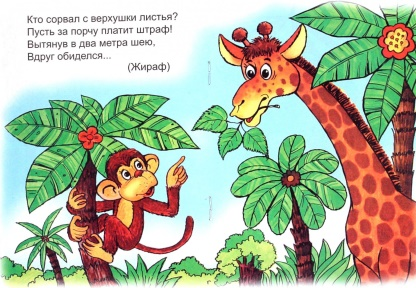 Кто сорвал с верхушки листья?
Пусть за порчу платит штраф!
Вытянув в два метра шею,
Вдруг обиделся...
(Жираф)